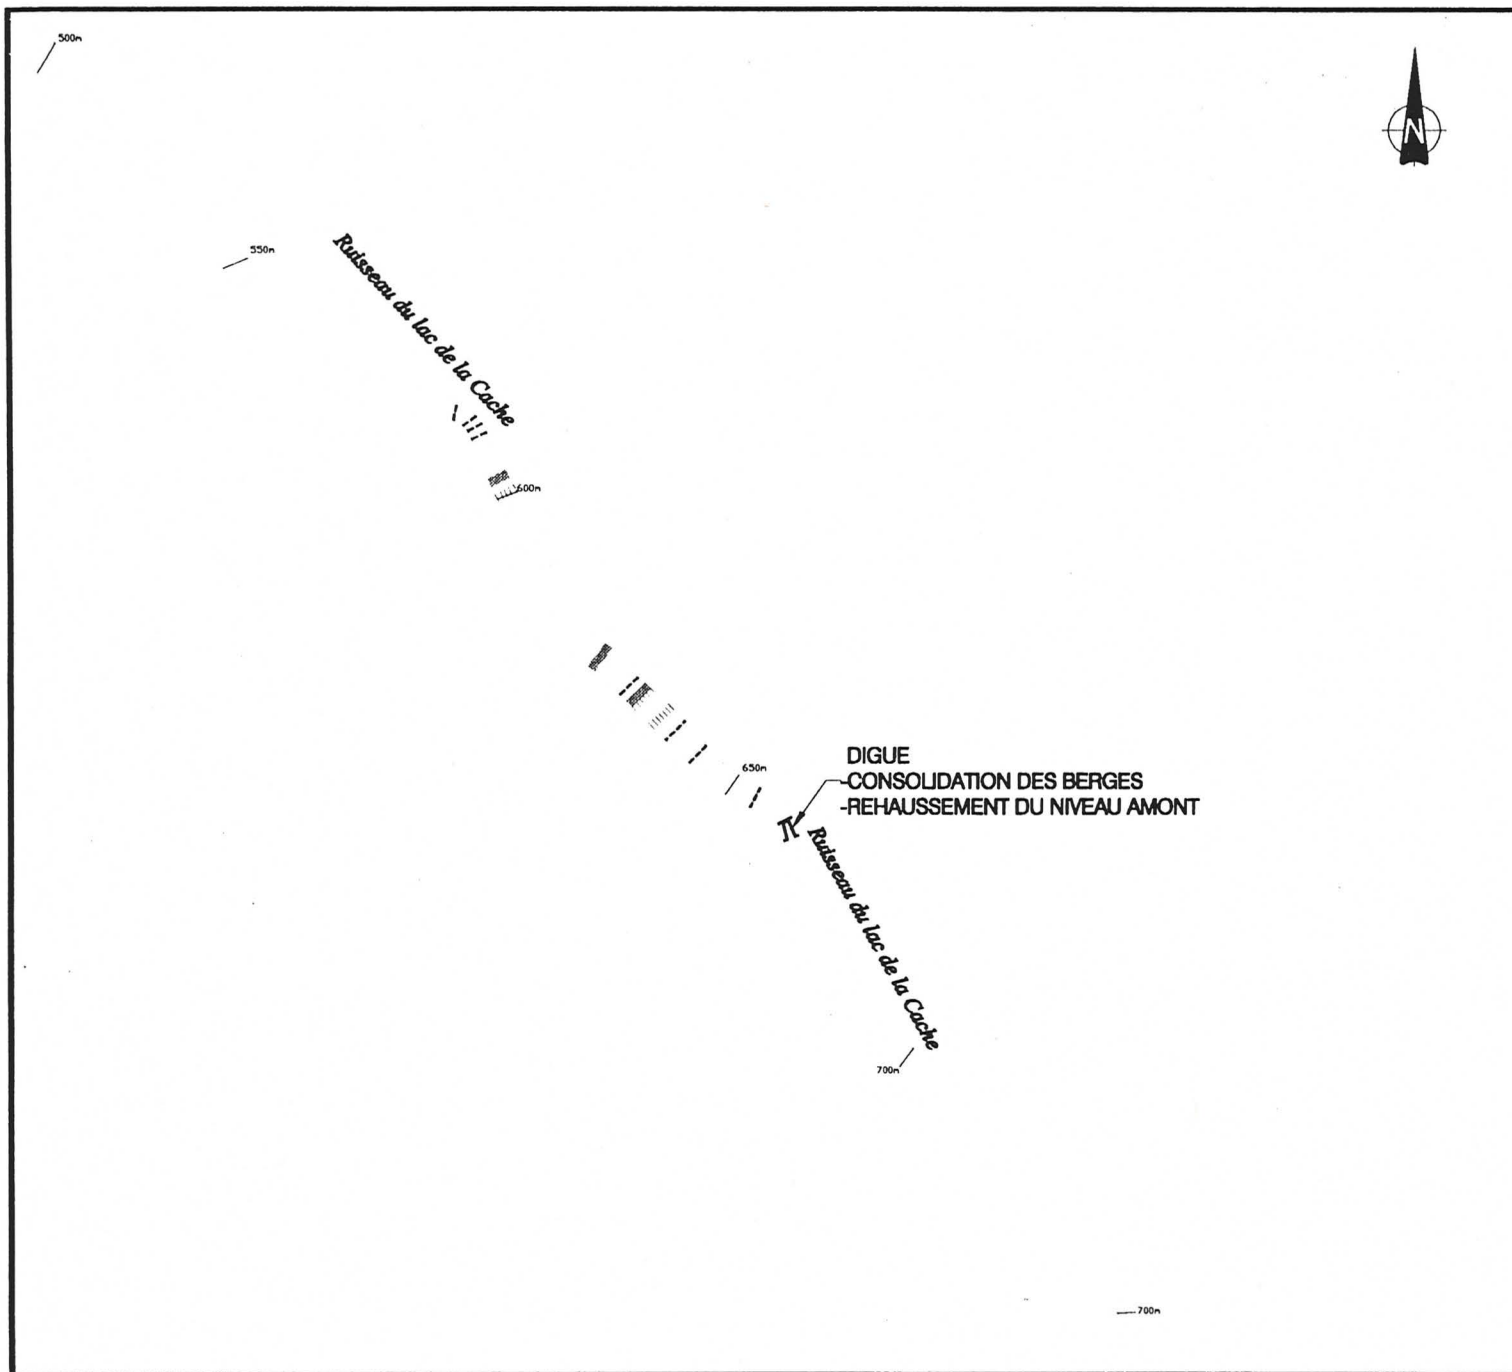 500m
N
550m
Ruisseau du lac de la Cache
600m
650m
DIGUE
-CONSOLIDATION DES BERGES
-REHAUSSEMENT DU NIVEAU AMONT
Ruisseau du lac de la Cache
700m
700m